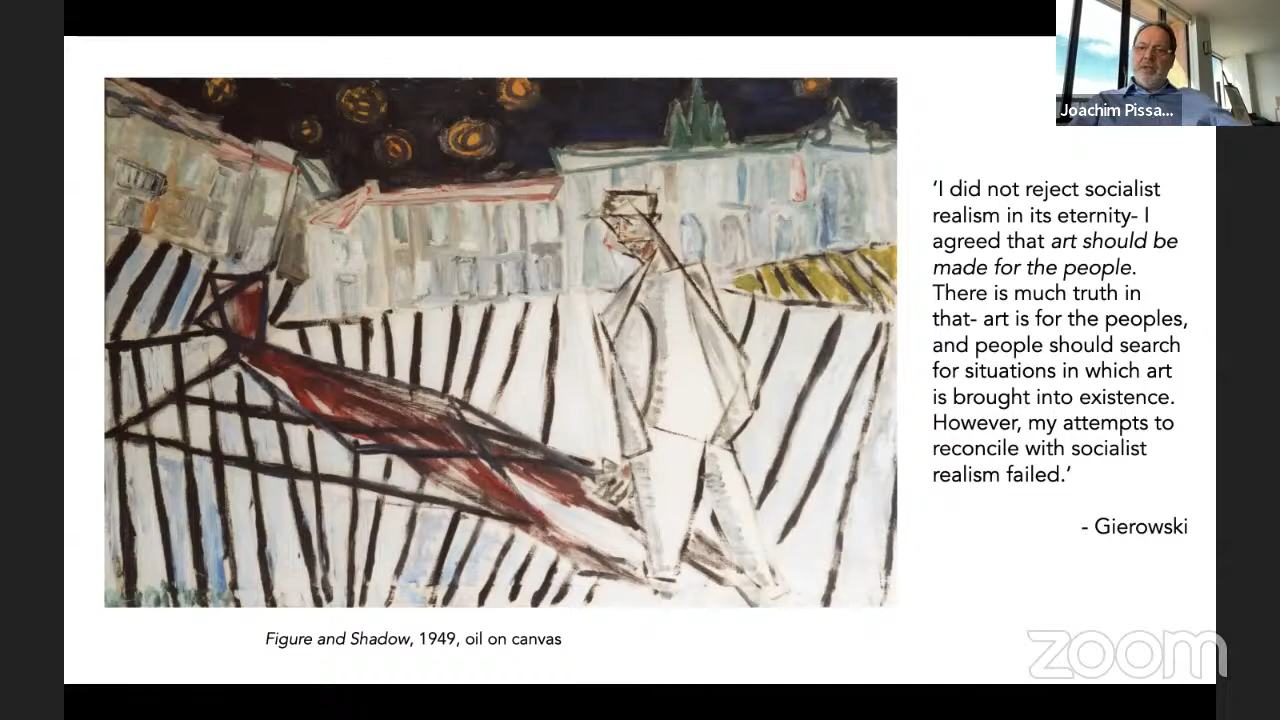 Joachim Pissa...
‘I did not reject socialist
realism in its eternity- I
agreed that art should be
made for the people.
There is much truth in
that- art is for the peoples,
and people should search
for situations in which art
is brought into existence.
However, my attempts to
reconcile with socialist
realism failed.‘
- Gierowski
Figure and Shadow, 1949, oil on canvas
zoom